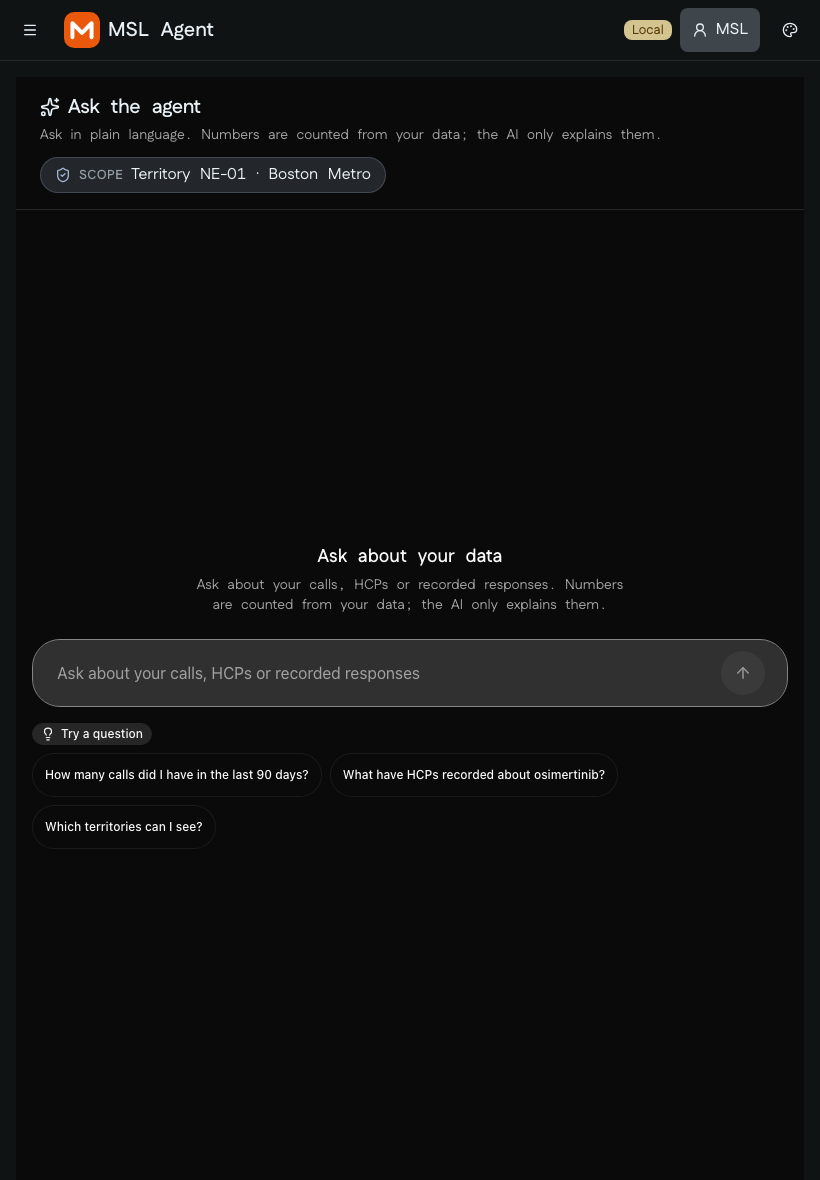 MSL Agent
Local
MSL
Ask the agent
Ask in plain language. Numbers are counted from your data; the AI only explains them.
SCOPE Territory NE-01 · Boston Metro
Ask about your data
Ask about your calls, HCPs or recorded responses. Numbers
are counted from your data; the AI only explains them.
Ask about your calls, HCPs or recorded responses
Try a question
How many calls did I have in the last 90 days?
What have HCPs recorded about osimertinib?
Which territories can I see?